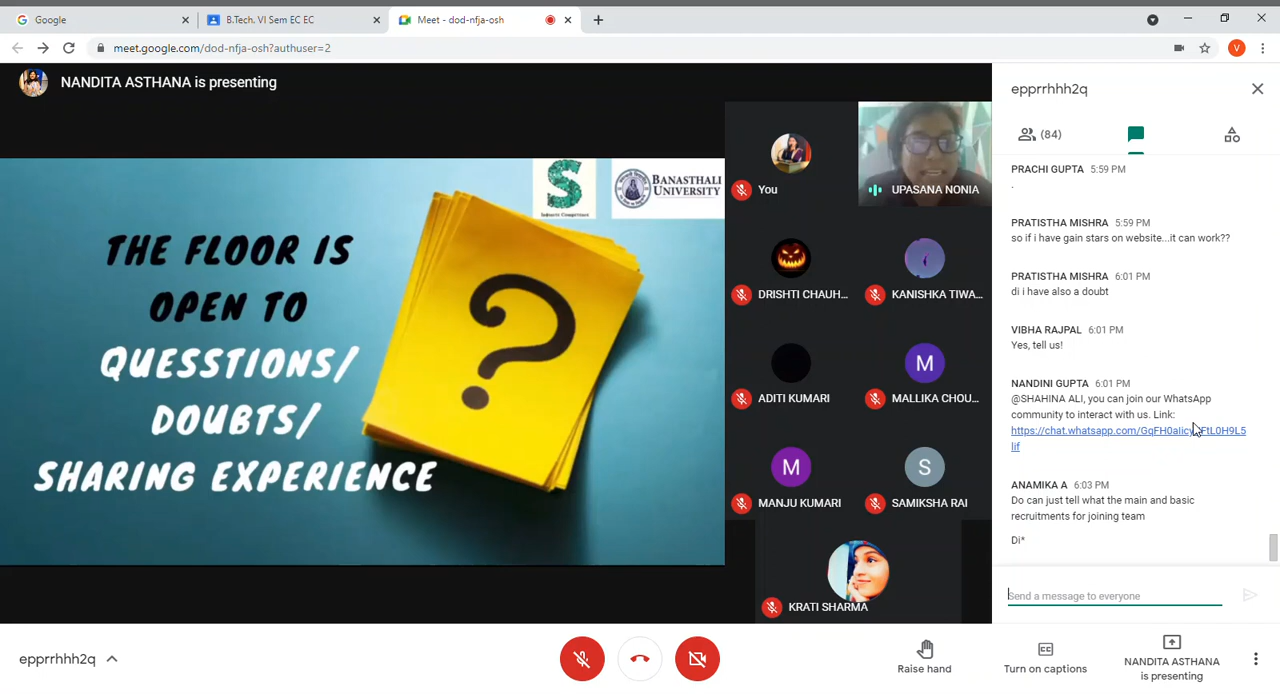 Google
B.Tech. VI Sem EC EC
Meet - dod-nfja-osh
meet.google.com/dod-nfja-osh?authuser=2
V
NANDITA ASTHANA is presenting
BANASTHALI
UNIVERSITY
THE FLOOR IS
OPEN TO
QUESSTIONS/
DOUBTS/
SHARING EXPERIENCE
?
You
UPASANA NONIA
DRISHTI CHAUH...
KANISHKA TIWA...
ADITI KUMARI
M
MALLIKA CHOU...
M
MANJU KUMARI
S
SAMIKSHA RAI
KRATI SHARMA
epprrhhh2q
(84)
PRACHI GUPTA 5:59 PM
.
PRATISTHA MISHRA 5:59 PM
so if i have gain stars on website...it can work??
PRATISTHA MISHRA 6:01 PM
di i have also a doubt
VIBHA RAJPAL 6:01 PM
Yes, tell us!
NANDINI GUPTA 6:01 PM
@SHAHINA ALI, you can join our WhatsApp
community to interact with us. Link:
lif
ANAMIKA A 6:03 PM
Do can just tell what the main and basic
recruitments for joining team
Di*
Send a message to everyone
epprrhhh2q
Raise hand
Turn on captions
NANDITA ASTHANA
is presenting